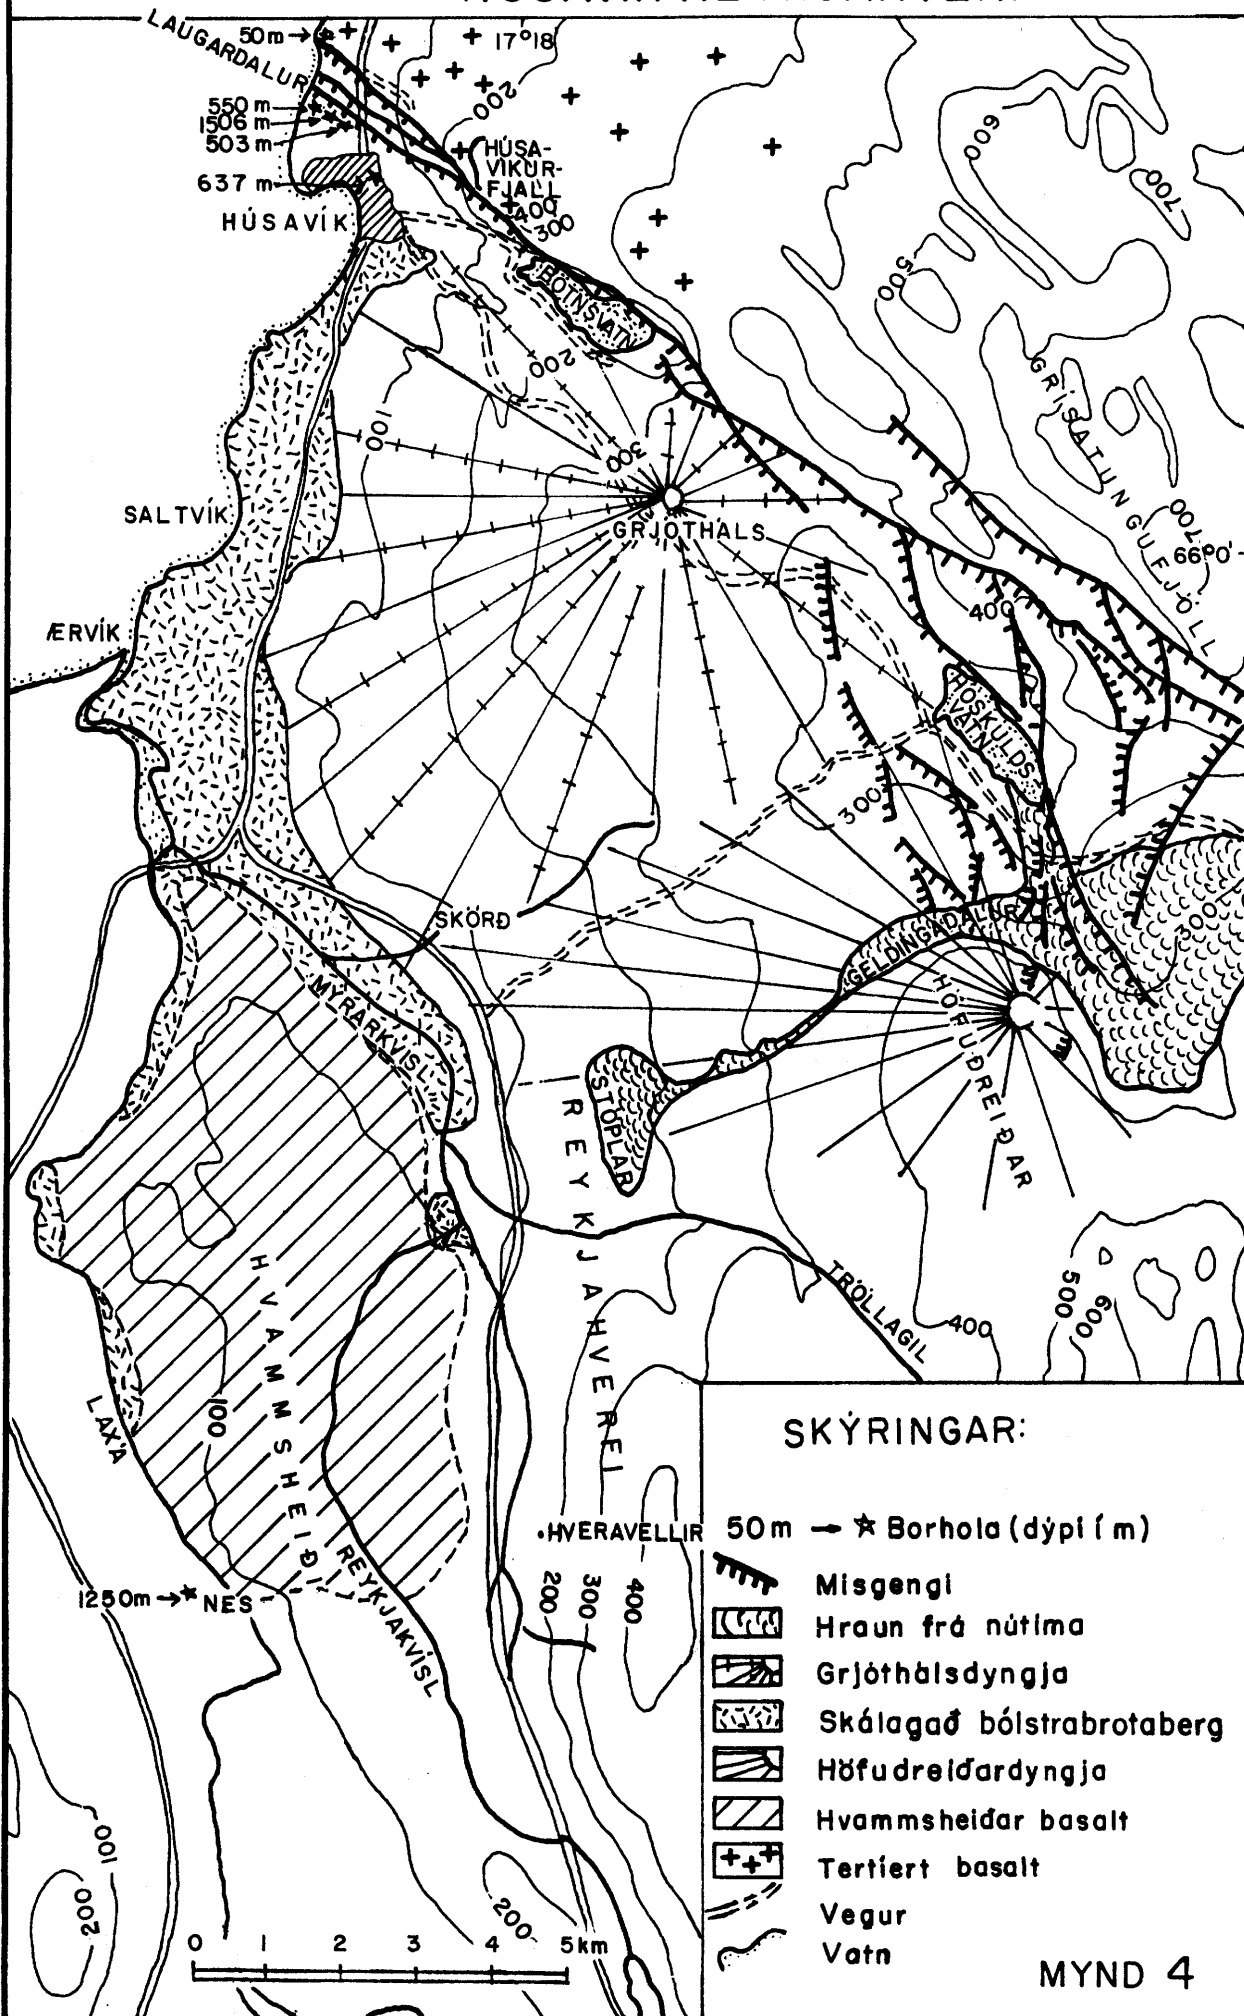 50m
LAUGARDALUR
17°18
200
550 m
1506 m
503 m
HÚSA-
VÍKUR-
FJALL
400
300
637 m
HÚSAVÍK
BOTNSVATN
600
700
500
200
100
300
GRÍSATUNGUFJÖLL
SALTVÍK
GRJÓTHÁLS
700
66°0'
ÆRVÍK
400
HÖSKULDS-
VATN
300
SKÖRÐ
GELDINGADALUR
300
MÝRARKVÍSL
HÖFUÐREIÐAR
STÓPLAR
REYKJAHVERFI
HVAMMSHEIÐI
TRÖLLAGIL
400
500
600
100
LAXÁ
REYKJAKVÍSL
HVERAVELLIR
1250m
NES
200
300
400
100
200
200
0 1 2 3 4 5km
SKÝRINGAR:
50m → Borhola (dýpi í m)
Misgengi
Hraun frá nútíma
Grjóthálsdyngja
Skálagað bólstrabrotaberg
Höfudreiðardyngja
Hvammsheiðar basalt
Tertíert basalt
Vegur
Vatn
MYND 4